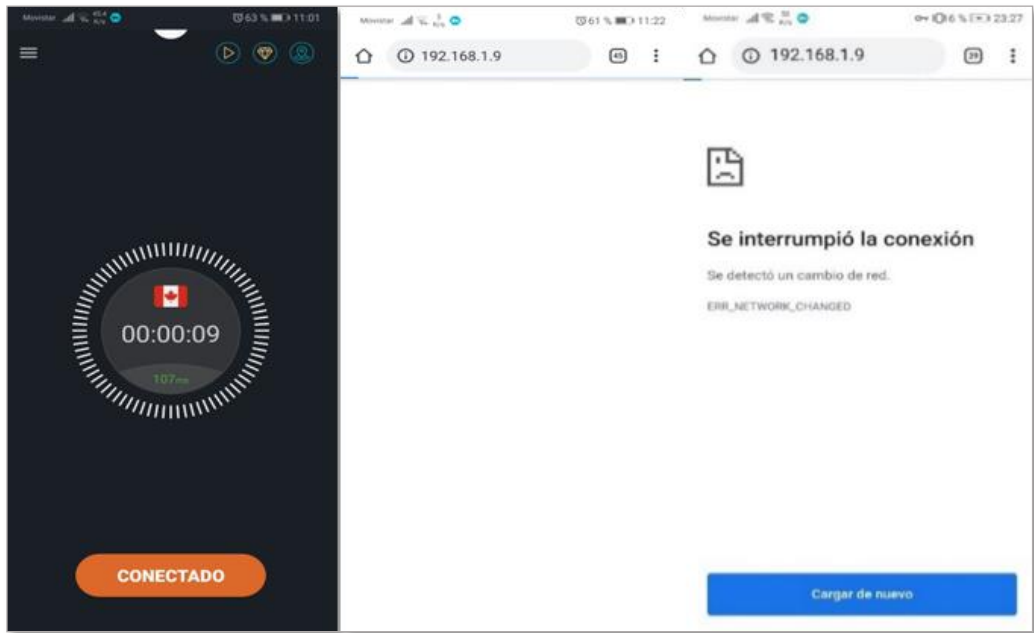 Movistar 63 % 11:01
00:00:09
107ms
CONECTADO
Movistar 61 % 11:22
192.168.1.9 45
Movistar 6 % 23:27
192.168.1.9 39
Se interrumpió la conexión
Se detectó un cambio de red.
ERR_NETWORK_CHANGED
Cargar de nuevo